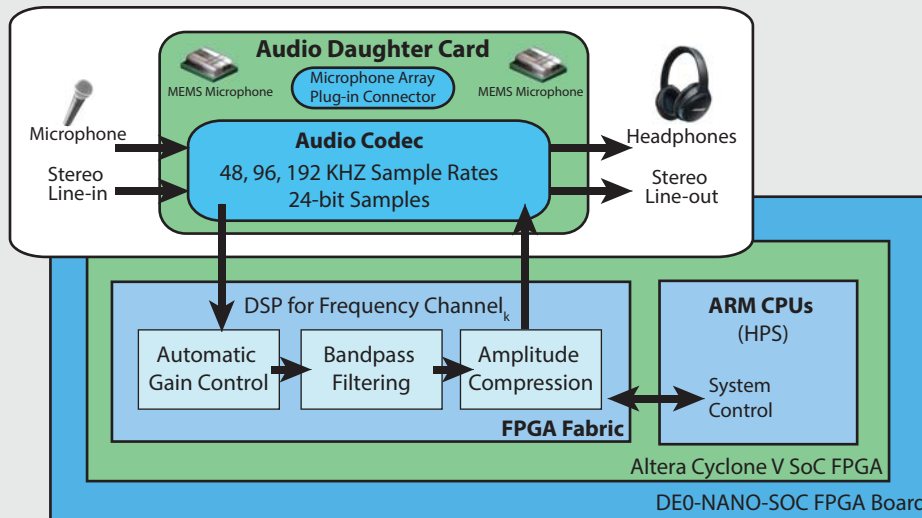 Audio Daughter Card
MEMS Microphone
Microphone Array
Plug-in Connector
MEMS Microphone
Microphone
Headphones
Audio Codec
48, 96, 192 KHZ Sample Rates
24-bit Samples
Stereo
Line-in
Stereo
Line-out
DSP for Frequency Channel k
Automatic
Gain Control
Bandpass
Filtering
Amplitude
Compression
FPGA Fabric
ARM CPUs
(HPS)
System
Control
Altera Cyclone V SoC FPGA
DE0-NANO-SOC FPGA Board